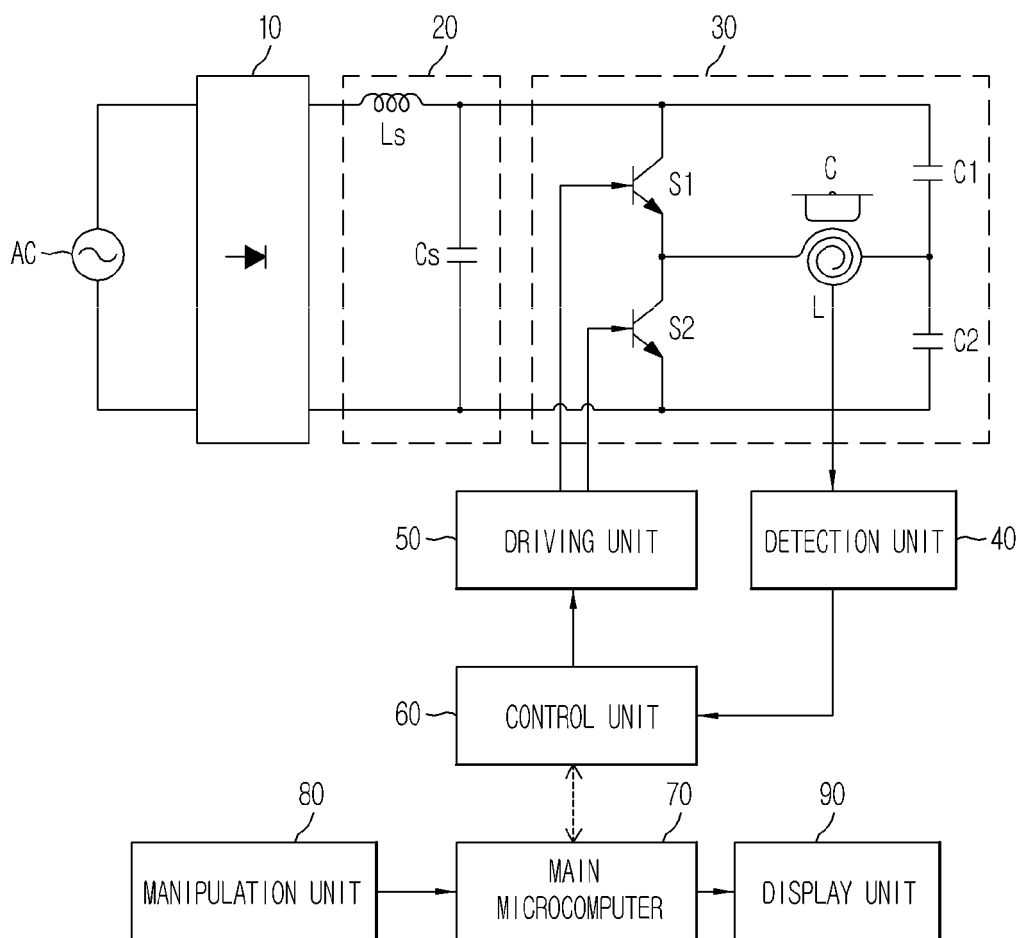 10
20
30
Ls
C
C1
S1
AC
Cs
L
S2
C2
50
DRIVING UNIT
DETECTION UNIT
40
60
CONTROL UNIT
80
70
90
MANIPULATION UNIT
MAIN
MICROCOMPUTER
DISPLAY UNIT